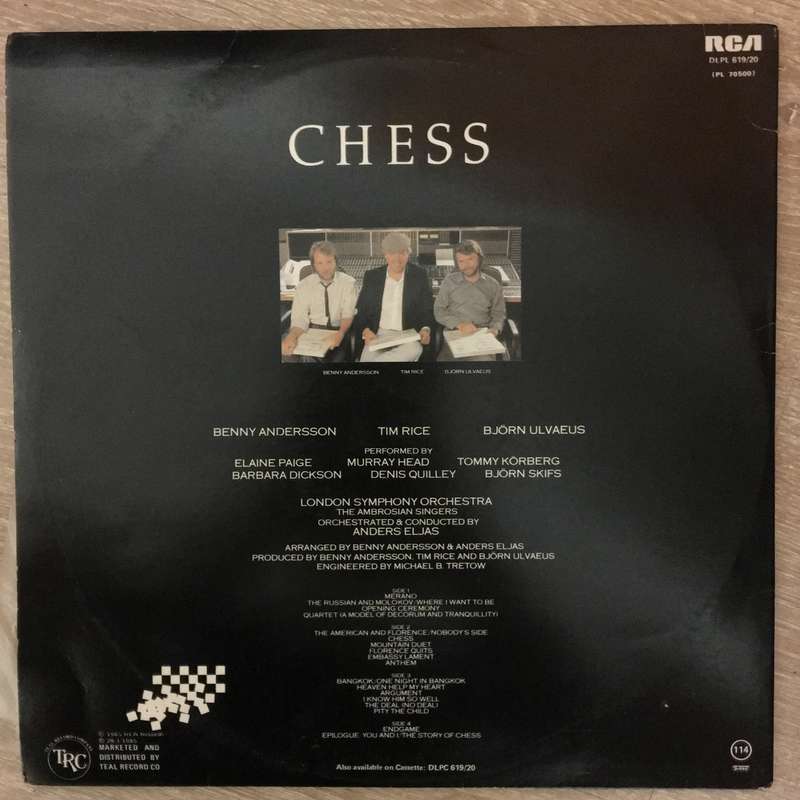 RCA
DLPL 619/20
(PL 70500)
CHESS
BENNY ANDERSSON TIM RICE BJÖRN ULVAEUS
BENNY ANDERSSON TIM RICE BJÖRN ULVAEUS
PERFORMED BY
ELAINE PAIGE MURRAY HEAD TOMMY KÖRBERG
BARBARA DICKSON DENIS QUILLEY BJÖRN SKIFS
LONDON SYMPHONY ORCHESTRA
THE AMBROSIAN SINGERS
ORCHESTRATED & CONDUCTED BY
ANDERS ELJAS
ARRANGED BY BENNY ANDERSSON & ANDERS ELJAS
PRODUCED BY BENNY ANDERSSON, TIM RICE AND BJÖRN ULVAEUS
ENGINEERED BY MICHAEL B. TRETOW
SIDE 1
MERANO
THE RUSSIAN AND MOLOKOV/WHERE I WANT TO BE
OPENING CEREMONY
QUARTET (A MODEL OF DECORUM AND TRANQUILLITY)
SIDE 2
THE AMERICAN AND FLORENCE/NOBODY'S SIDE
CHESS
MOUNTAIN DUET
FLORENCE QUITS
EMBASSY LAMENT
ANTHEM
SIDE 3
BANGKOK/ONE NIGHT IN BANGKOK
HEAVEN HELP MY HEART
ARGUMENT
I KNOW HIM SO WELL
THE DEAL (NO DEAL)
PITY THE CHILD
SIDE 4
ENDGAME
EPILOGUE: YOU AND I/THE STORY OF CHESS
1985
1985
TRC
MARKETED AND
DISTRIBUTED BY
TEAL RECORD CO
Also available on Cassette: DLPC 619/20
114